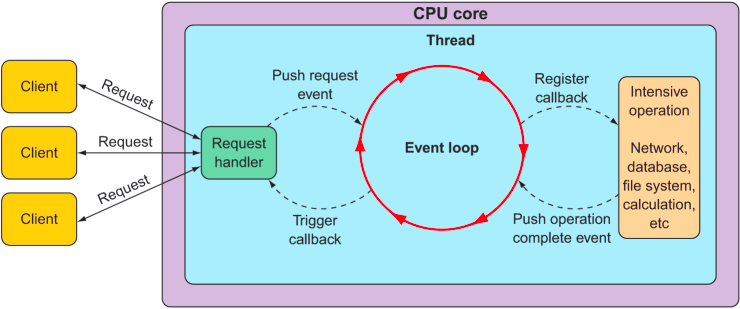 CPU core
Thread
Client
Client
Client
Request
Request
Request
Request
handler
Push request
event
Trigger
callback
Event loop
Register
callback
Push operation
complete event
Intensive
operation
Network,
database,
file system,
calculation,
etc